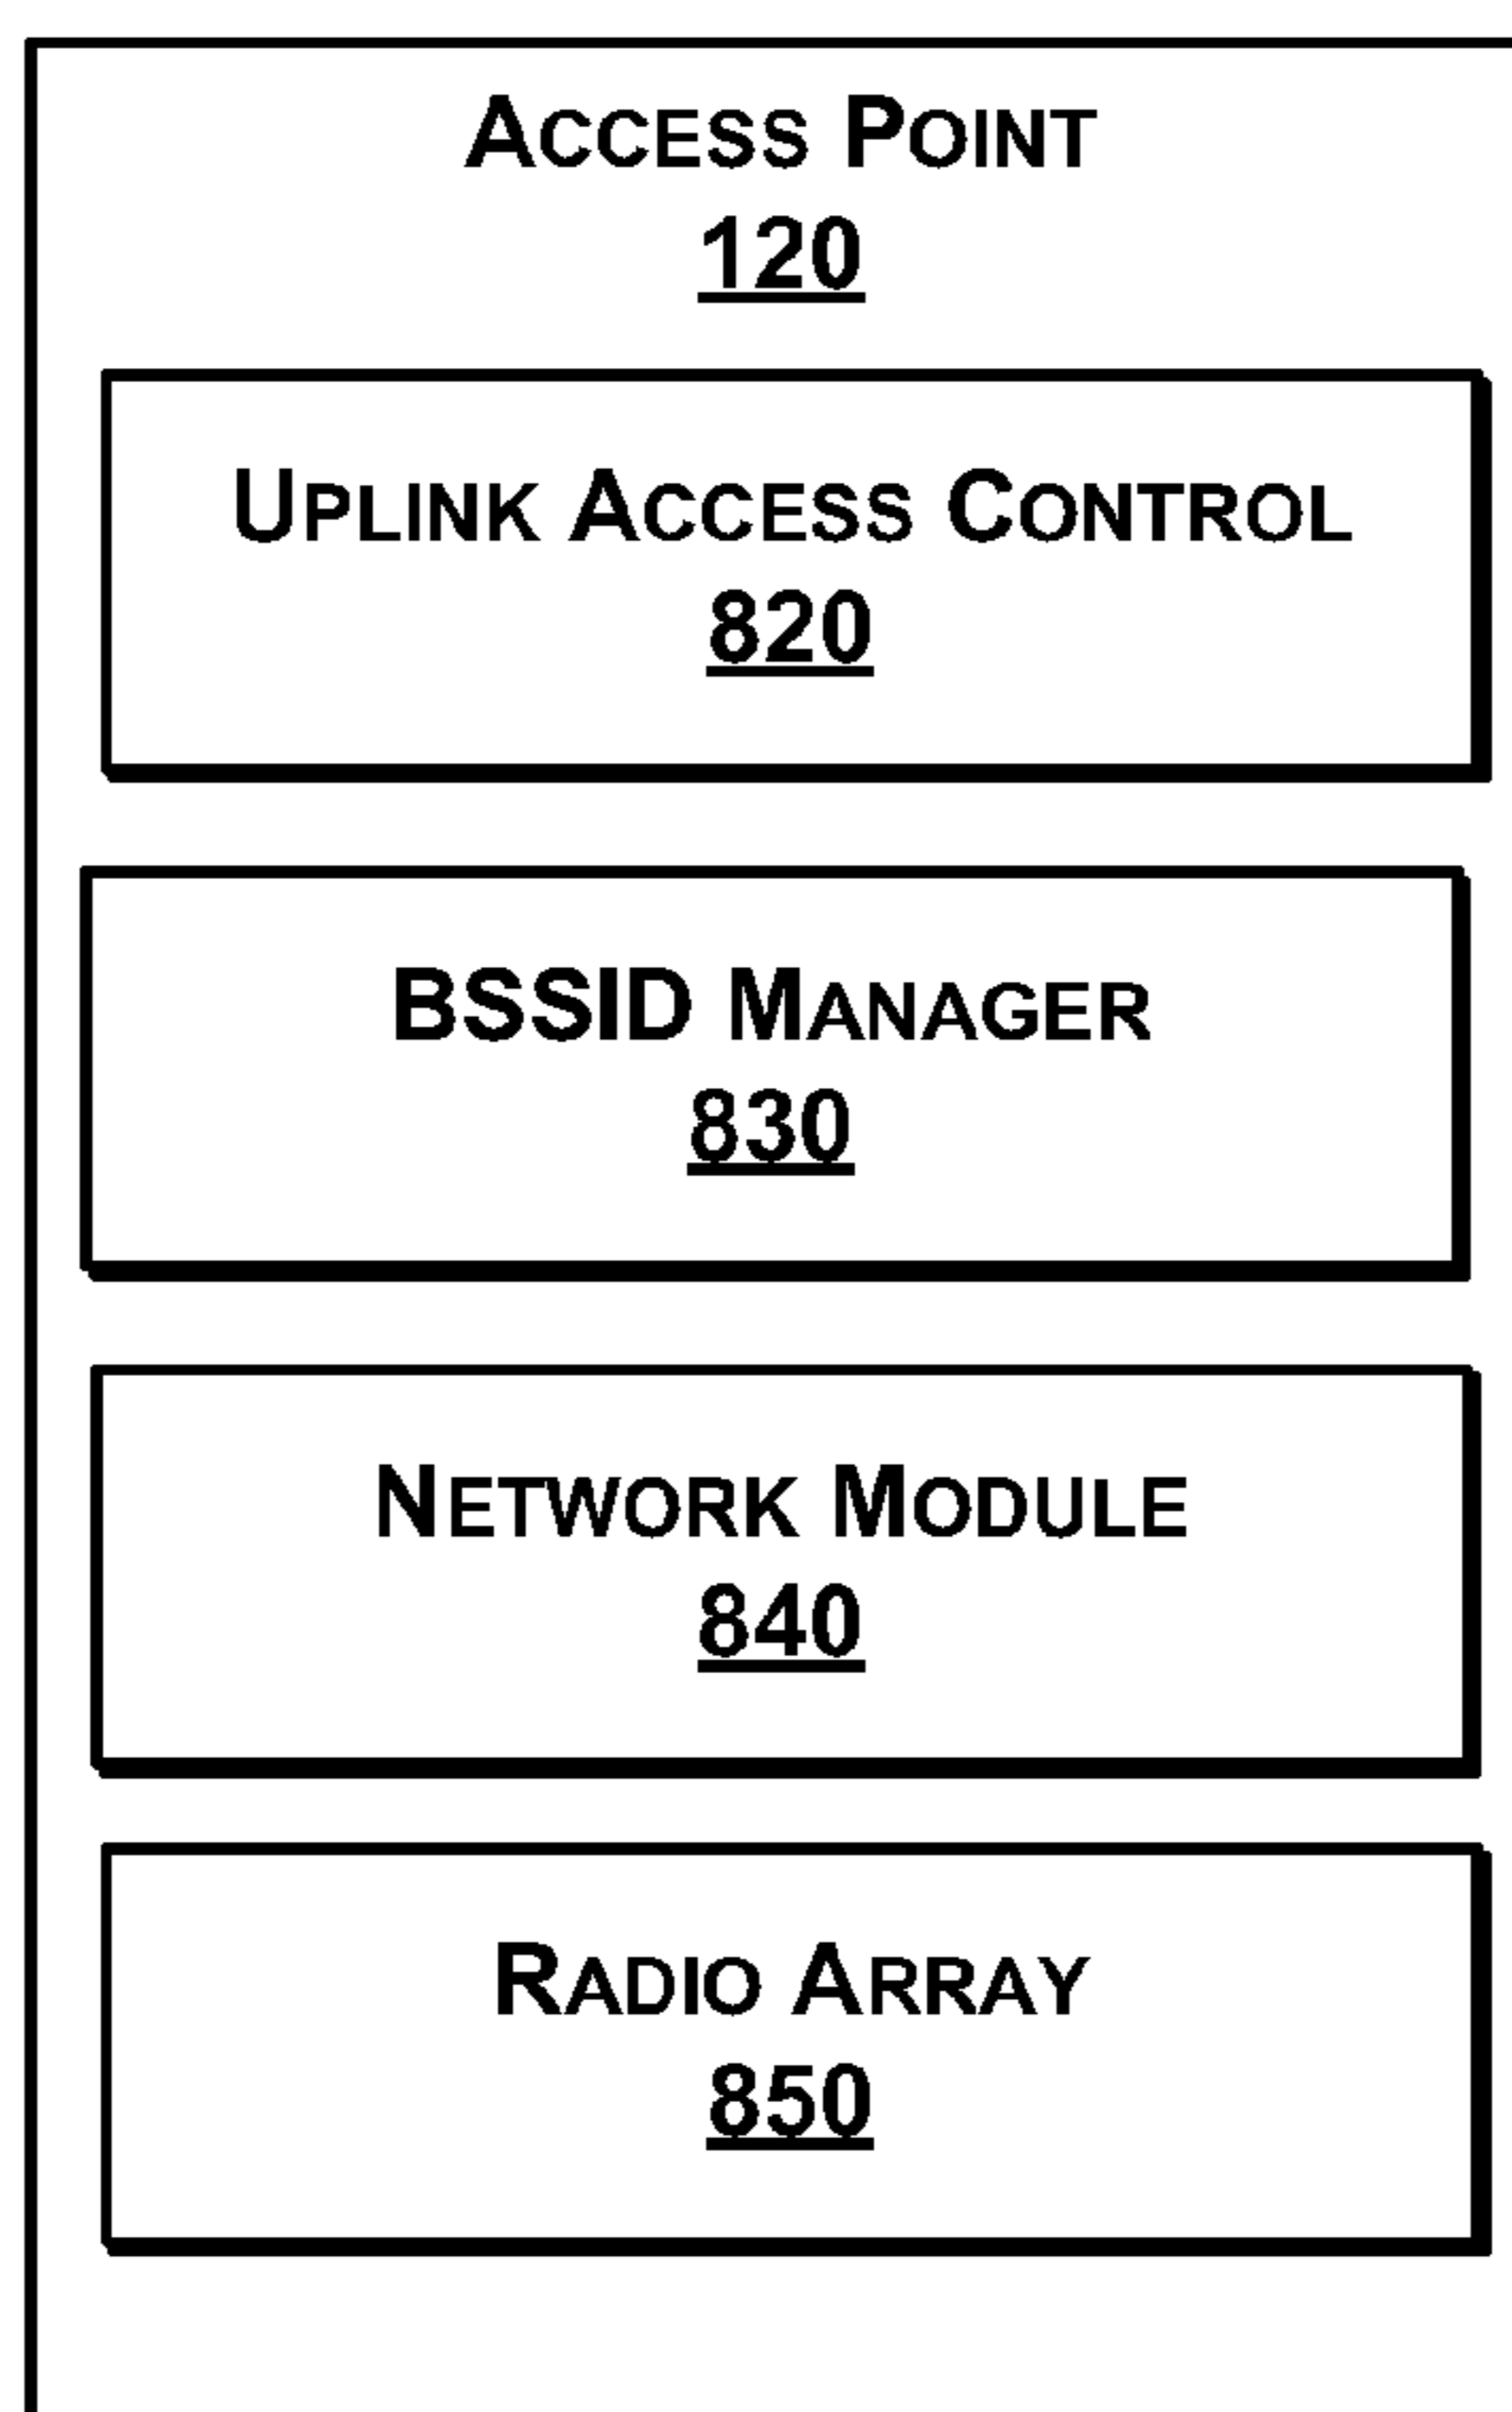 ACCESS POINT
120
UPLINK ACCESS CONTROL
820
BSSID MANAGER
830
NETWORK MODULE
840
RADIO ARRAY
850